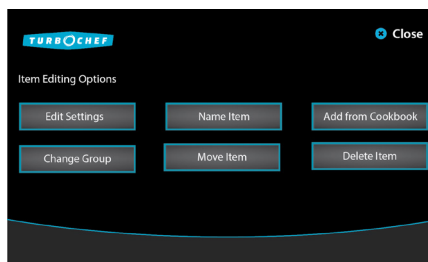 TURBOCHEF
Close
Item Editing Options
Edit Settings
Name Item
Add from Cookbook
Change Group
Move Item
Delete Item